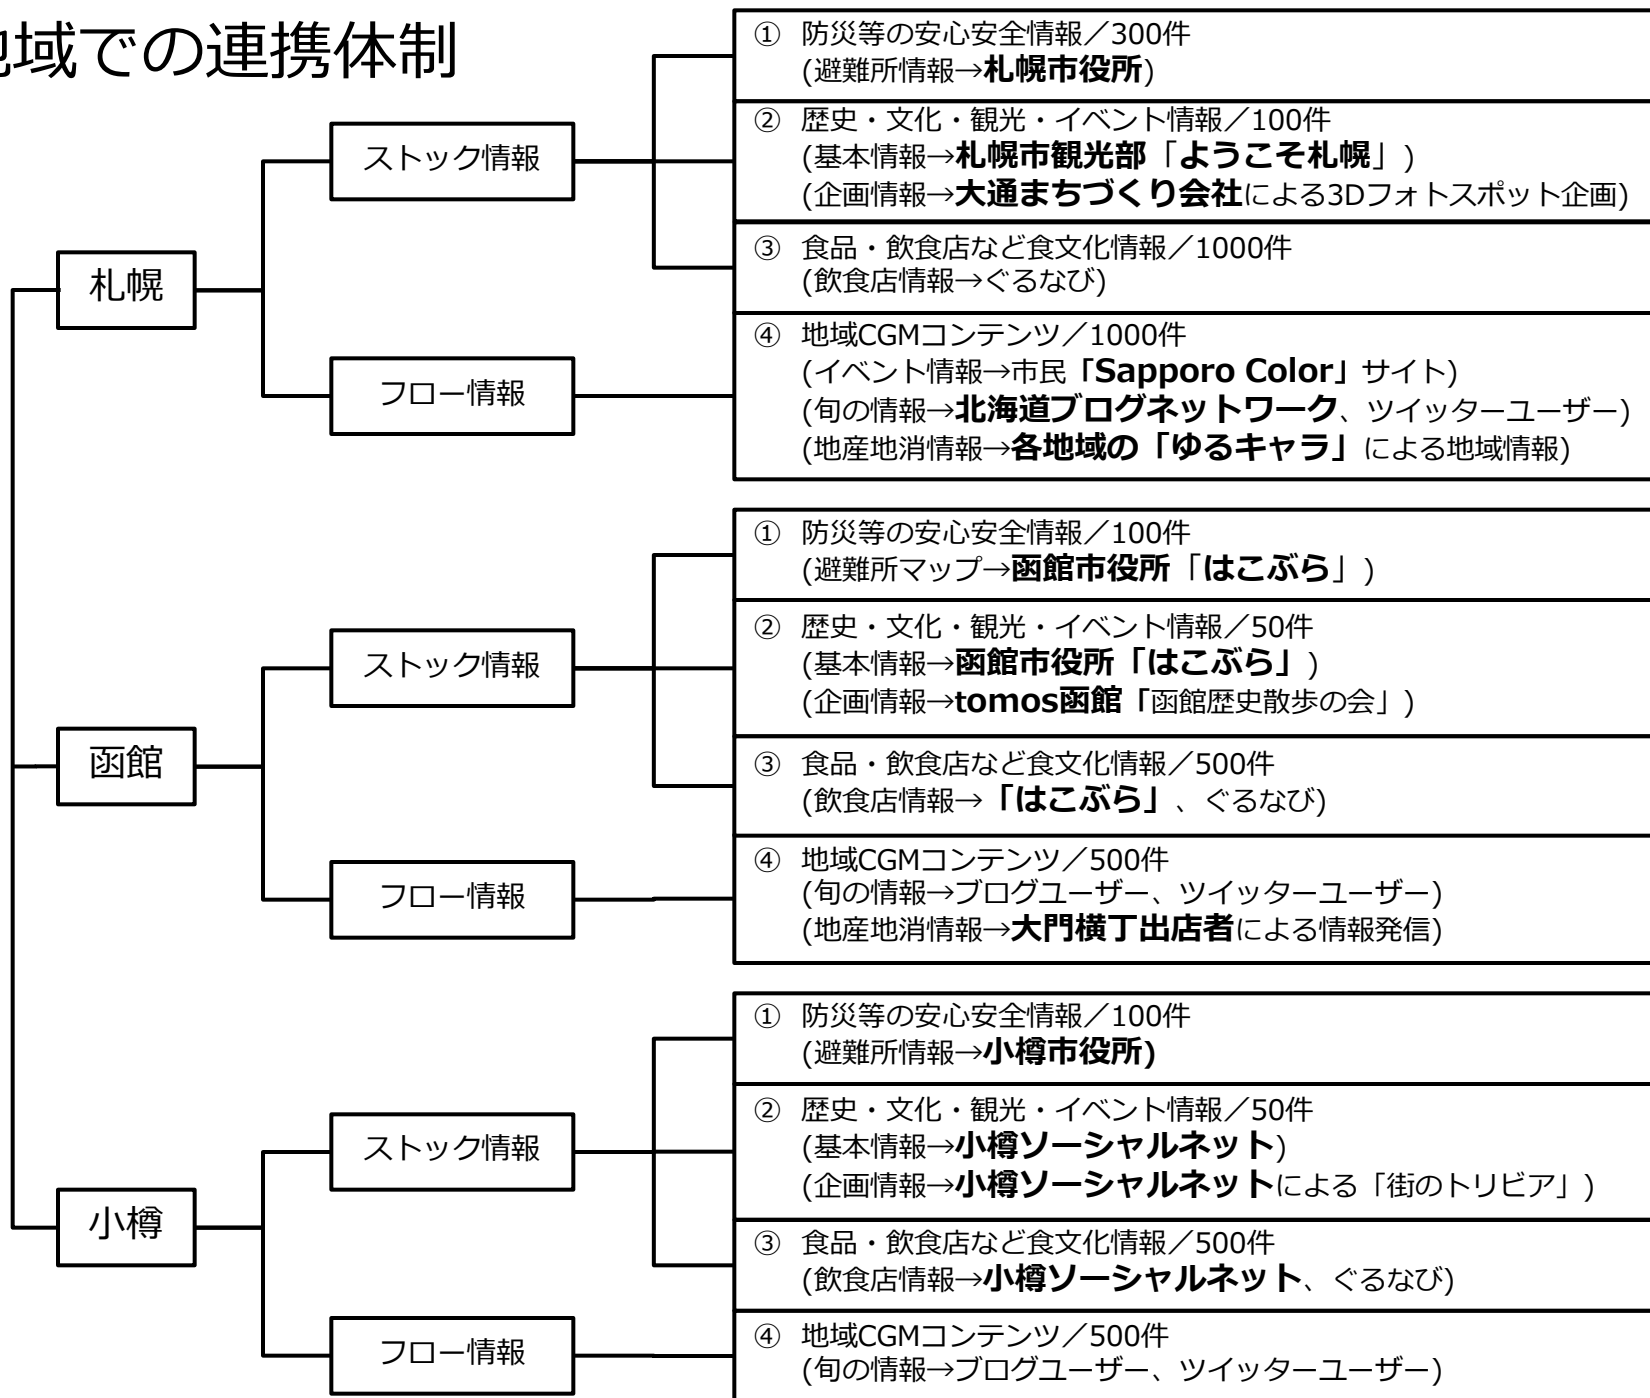 地域での連携体制
札幌
ストック情報
① 防災等の安心安全情報／300件
(避難所情報→札幌市役所)
② 歴史・文化・観光・イベント情報／100件
(基本情報→札幌市観光部「ようこそ札幌」)
(企画情報→大通まちづくり会社による3Dフォトスポット企画)
③ 食品・飲食店など食文化情報／1000件
(飲食店情報→ぐるなび)
フロー情報
④ 地域CGMコンテンツ／1000件
(イベント情報→市民「Sapporo Color」サイト)
(旬の情報→北海道ブログネットワーク、ツイッターユーザー)
(地産地消情報→各地域の「ゆるキャラ」による地域情報)
函館
ストック情報
① 防災等の安心安全情報／100件
(避難所マップ→函館市役所「はこぶら」)
② 歴史・文化・観光・イベント情報／50件
(基本情報→函館市役所「はこぶら」)
(企画情報→tomos函館「函館歴史散歩の会」)
③ 食品・飲食店など食文化情報／500件
(飲食店情報→「はこぶら」、ぐるなび)
フロー情報
④ 地域CGMコンテンツ／500件
(旬の情報→ブログユーザー、ツイッターユーザー)
(地産地消情報→大門横丁出店者による情報発信)
小樽
ストック情報
① 防災等の安心安全情報／100件
(避難所情報→小樽市役所)
② 歴史・文化・観光・イベント情報／50件
(基本情報→小樽ソーシャルネット)
(企画情報→小樽ソーシャルネットによる「街のトリビア」)
③ 食品・飲食店など食文化情報／500件
(飲食店情報→小樽ソーシャルネット、ぐるなび)
フロー情報
④ 地域CGMコンテンツ／500件
(旬の情報→ブログユーザー、ツイッターユーザー)